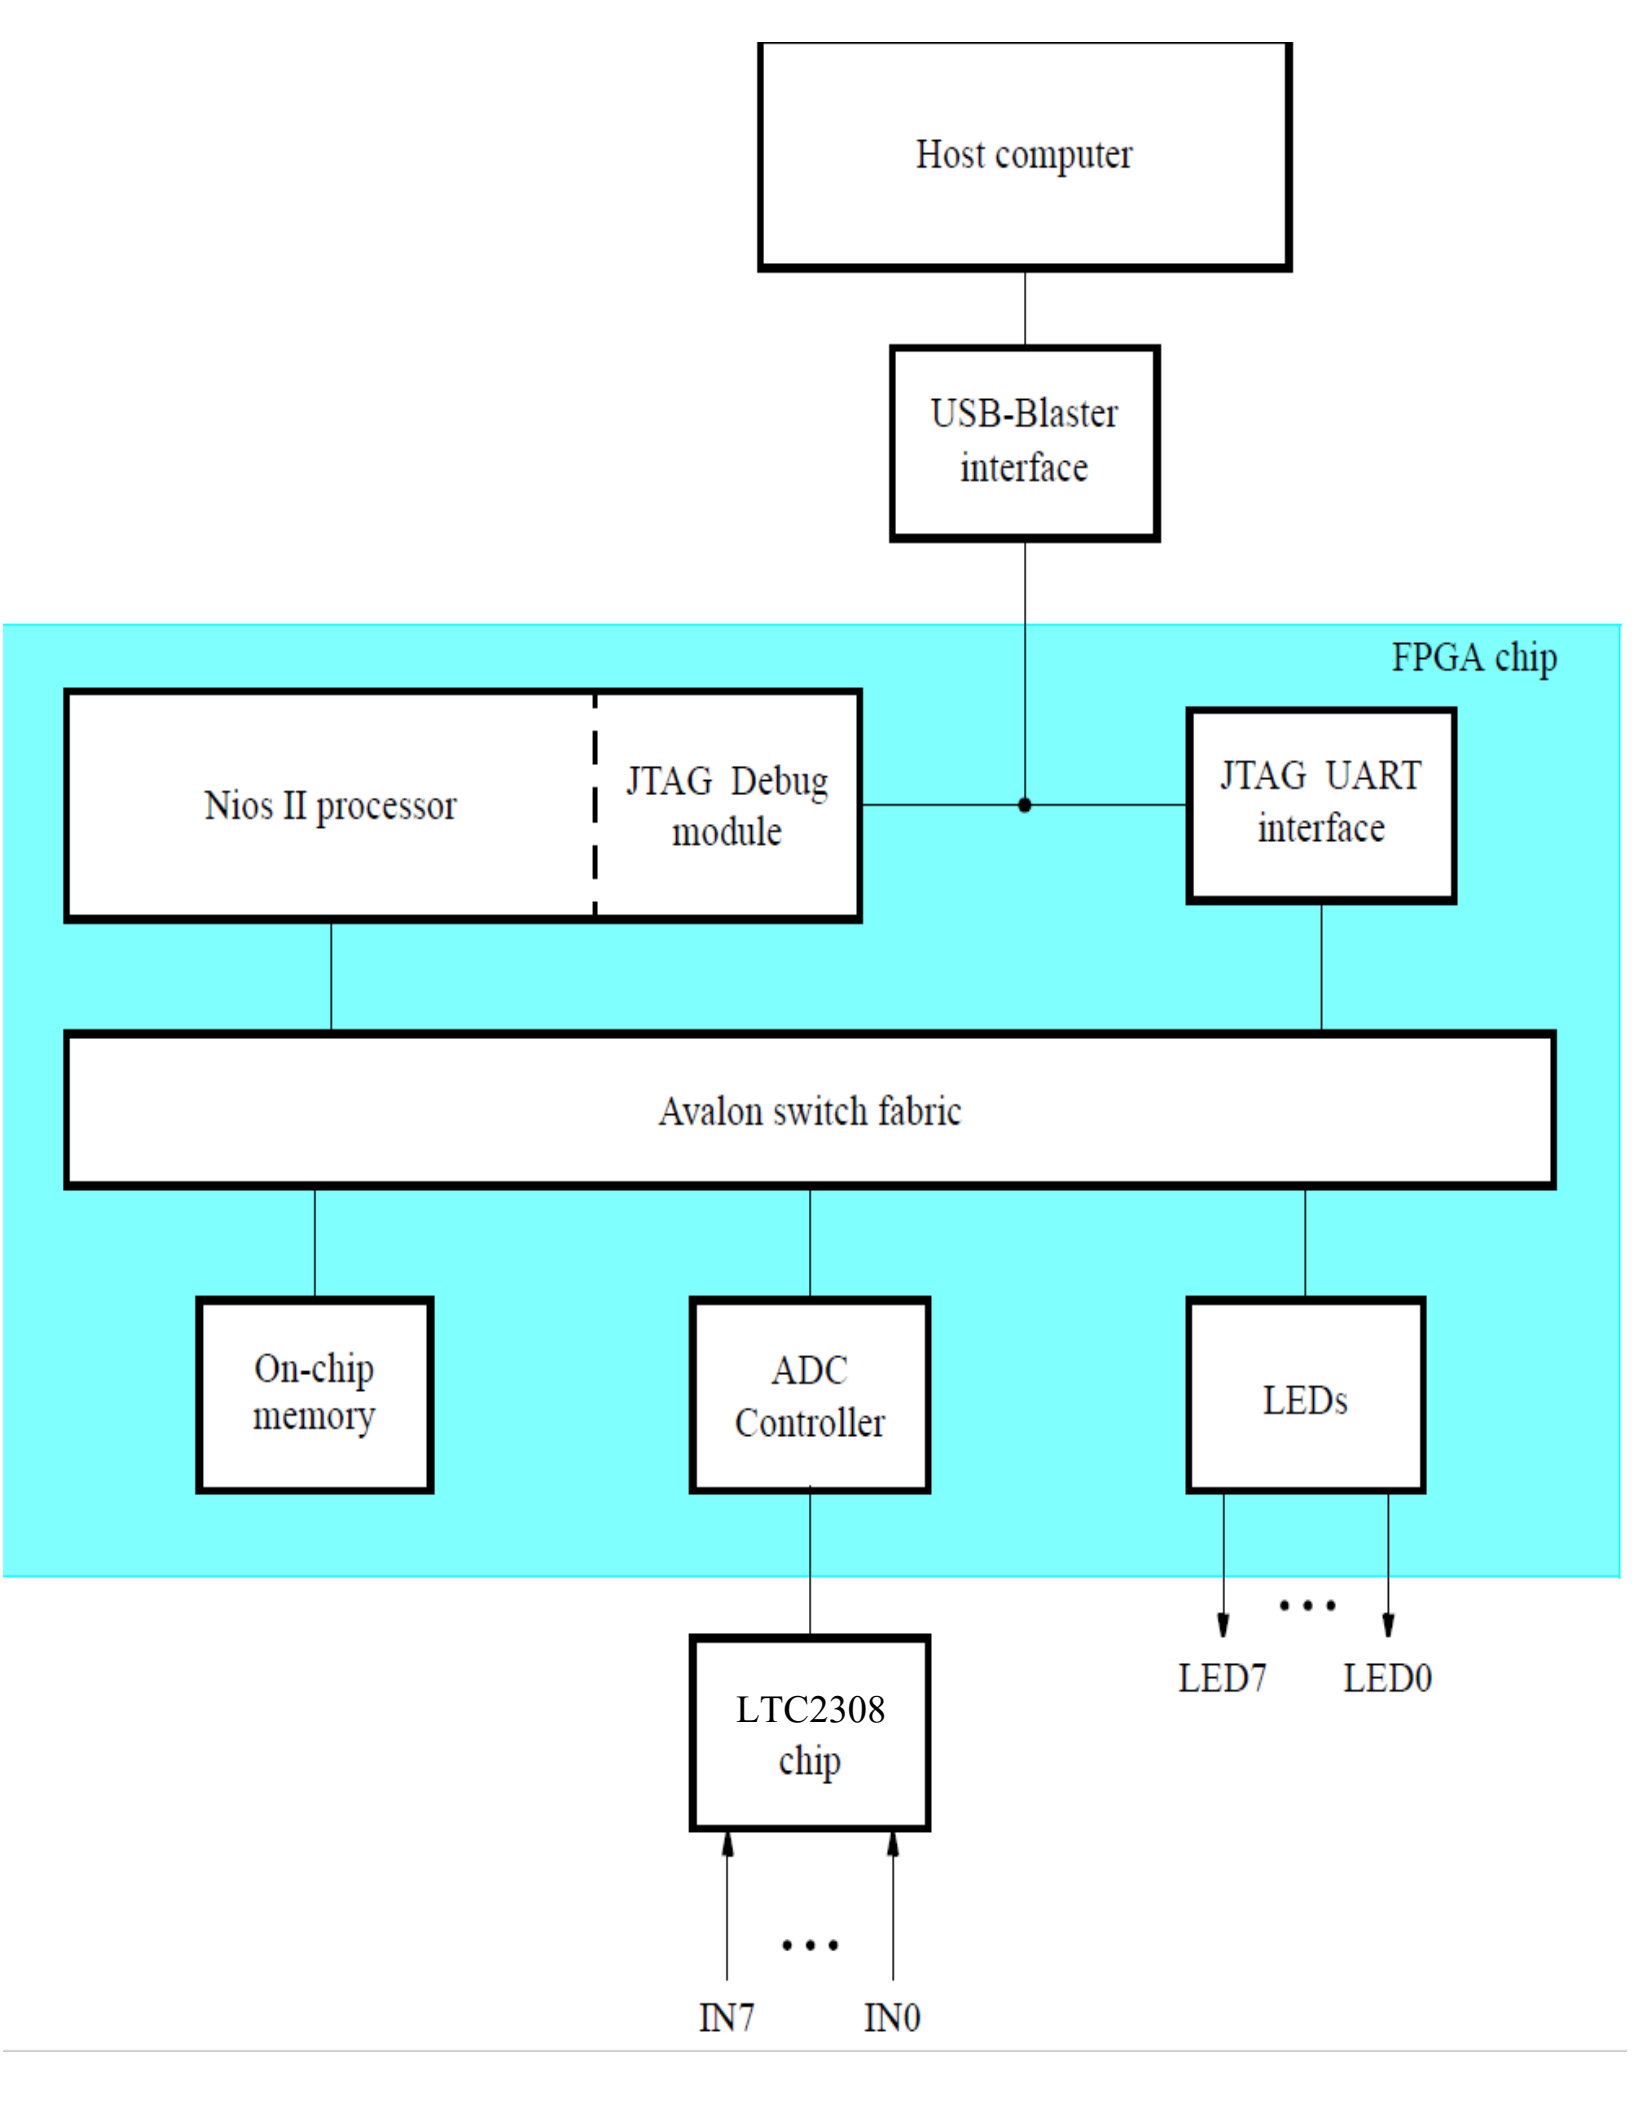 Host computer
USB-Blaster
interface
FPGA chip
Nios II processor
JTAG Debug
module
JTAG UART
interface
Avalon switch fabric
On-chip
memory
ADC
Controller
LEDs
• • •
LED7
LED0
LTC2308
chip
• • •
IN7
IN0